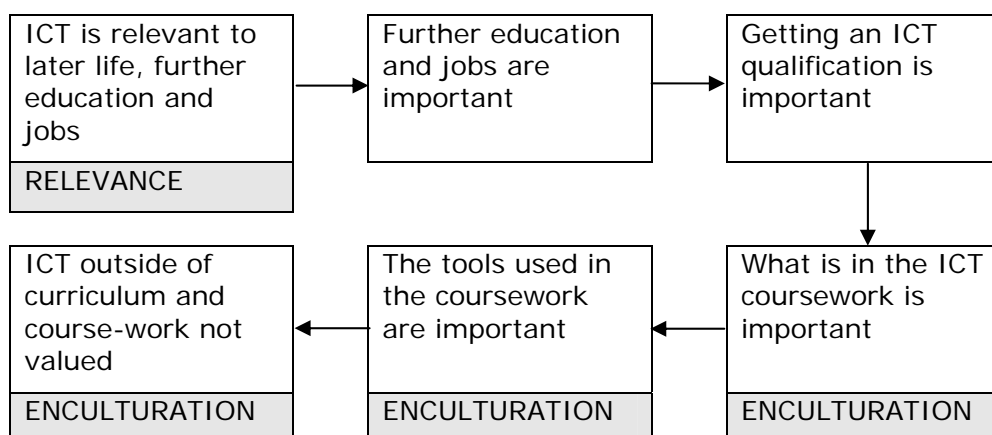 ICT is relevant to
later life, further
education and
jobs
RELEVANCE
Further education
and jobs are
important
Getting an ICT
qualification is
important
What is in the ICT
coursework is
important
ENCULTURATION
The tools used in
the coursework
are important
ENCULTURATION
ICT outside of
curriculum and
course-work not
valued
ENCULTURATION